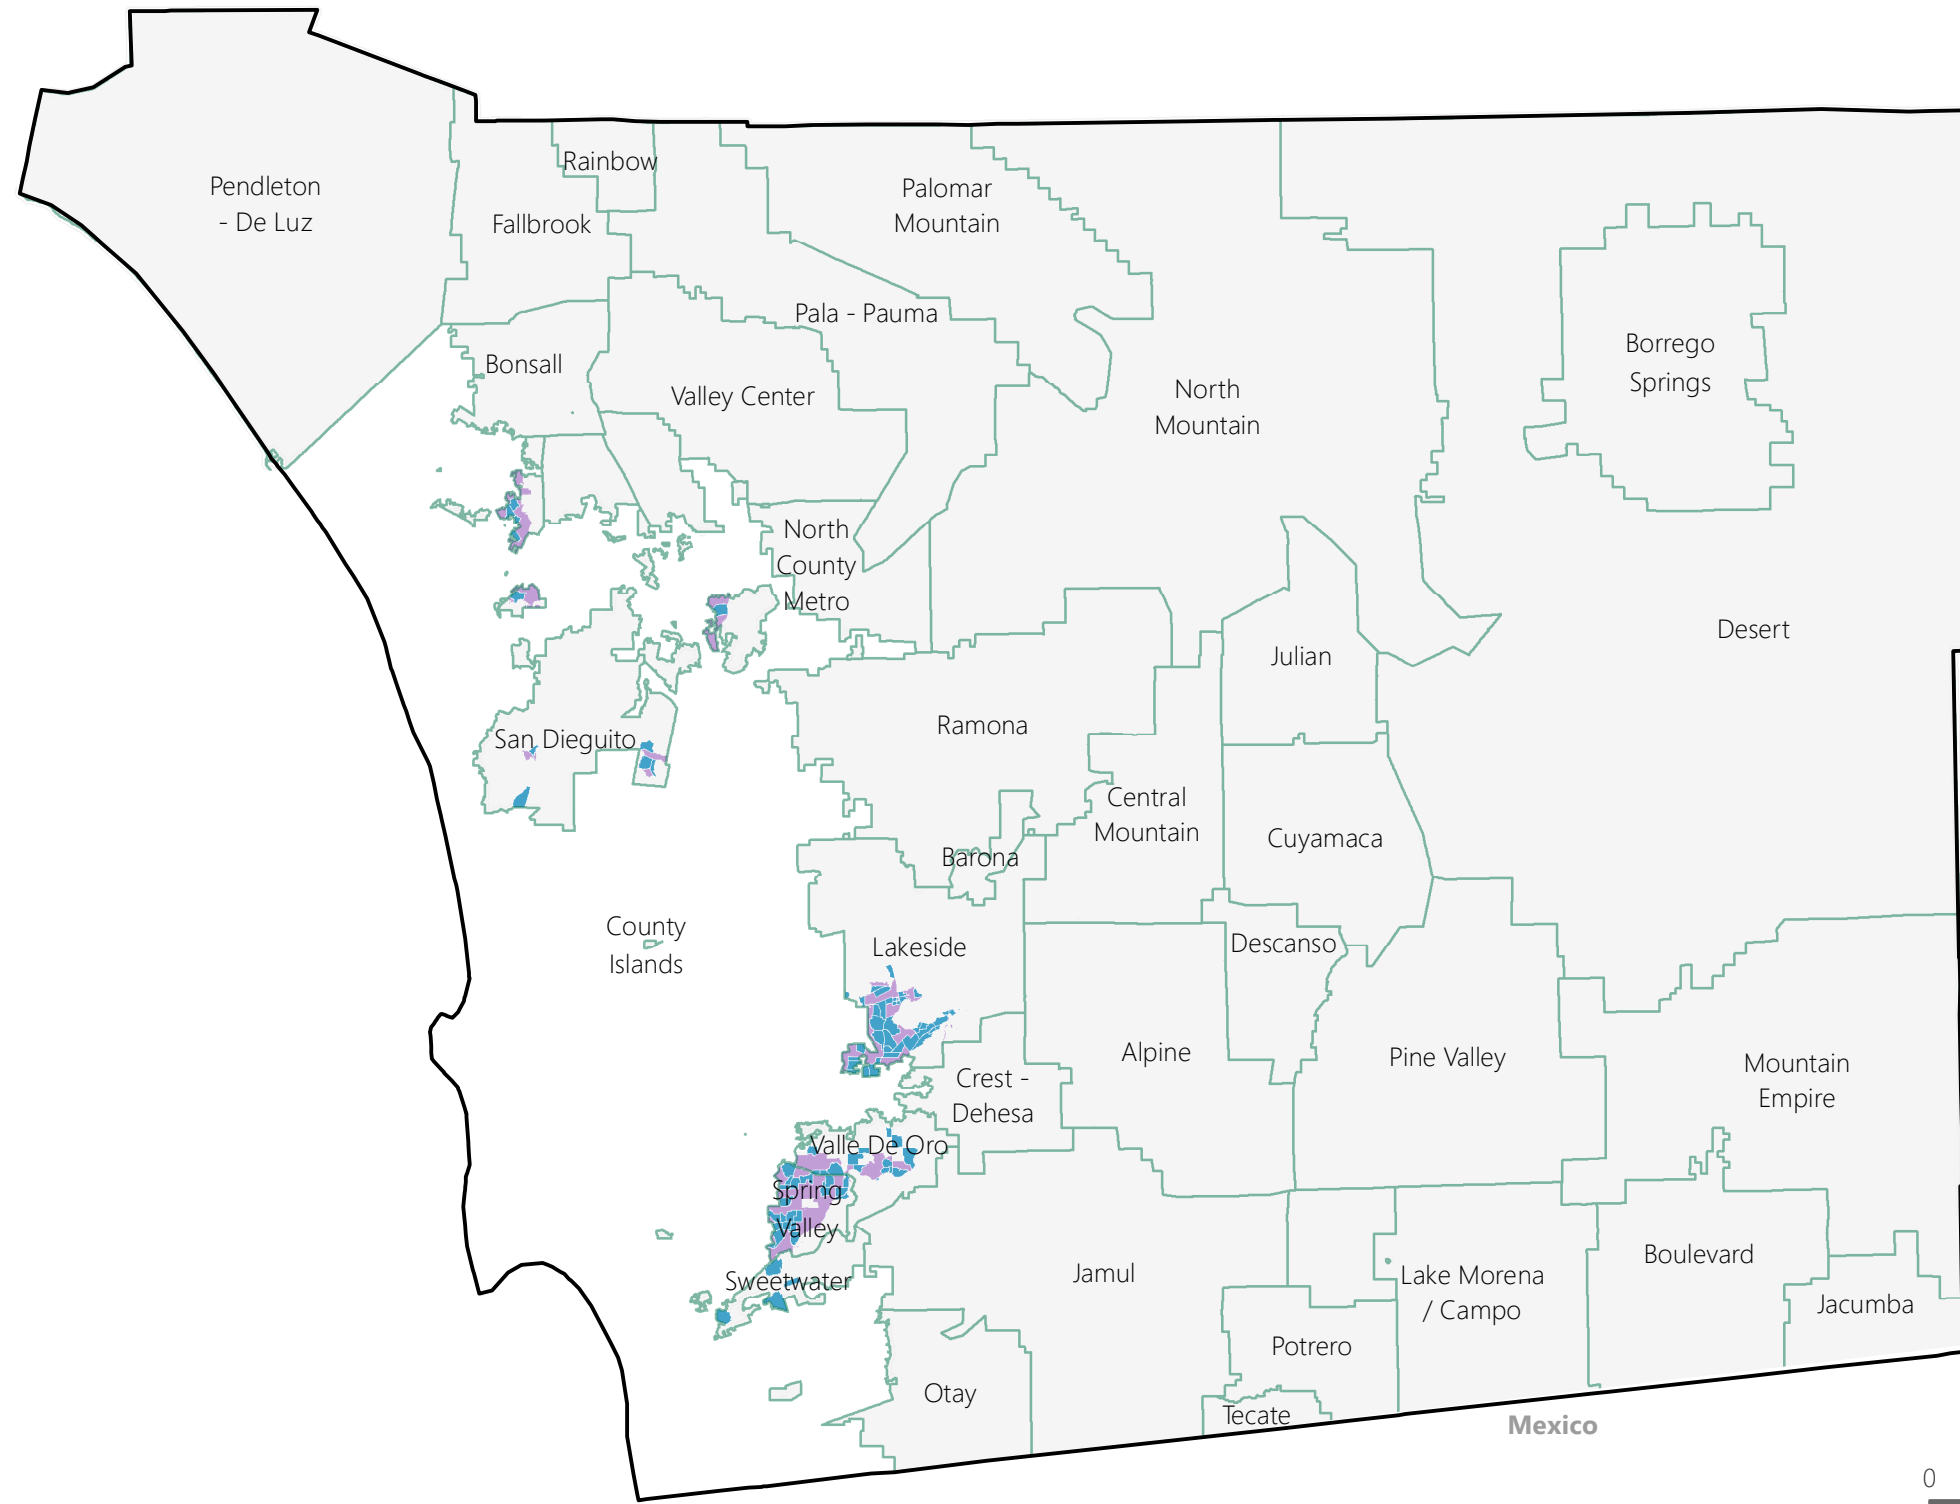 Rainbow
Pendleton
- De Luz
Palomar
Mountain
Fallbrook
Pala - Pauma
Borrego
Springs
Bonsall
Valley Center
North
Mountain
North
County
Metro
Desert
Julian
San Dieguito
Ramona
Central
Mountain
Cuyamaca
Barona
County
Islands
Lakeside
Descanso
Alpine
Pine Valley
Crest -
Dehesa
Mountain
Empire
Valle De Oro
Spring
Valley
Sweetwater
Jamul
Lake Morena
/ Campo
Boulevard
Jacumba
Potrero
Otay
Tecate
Mexico
0